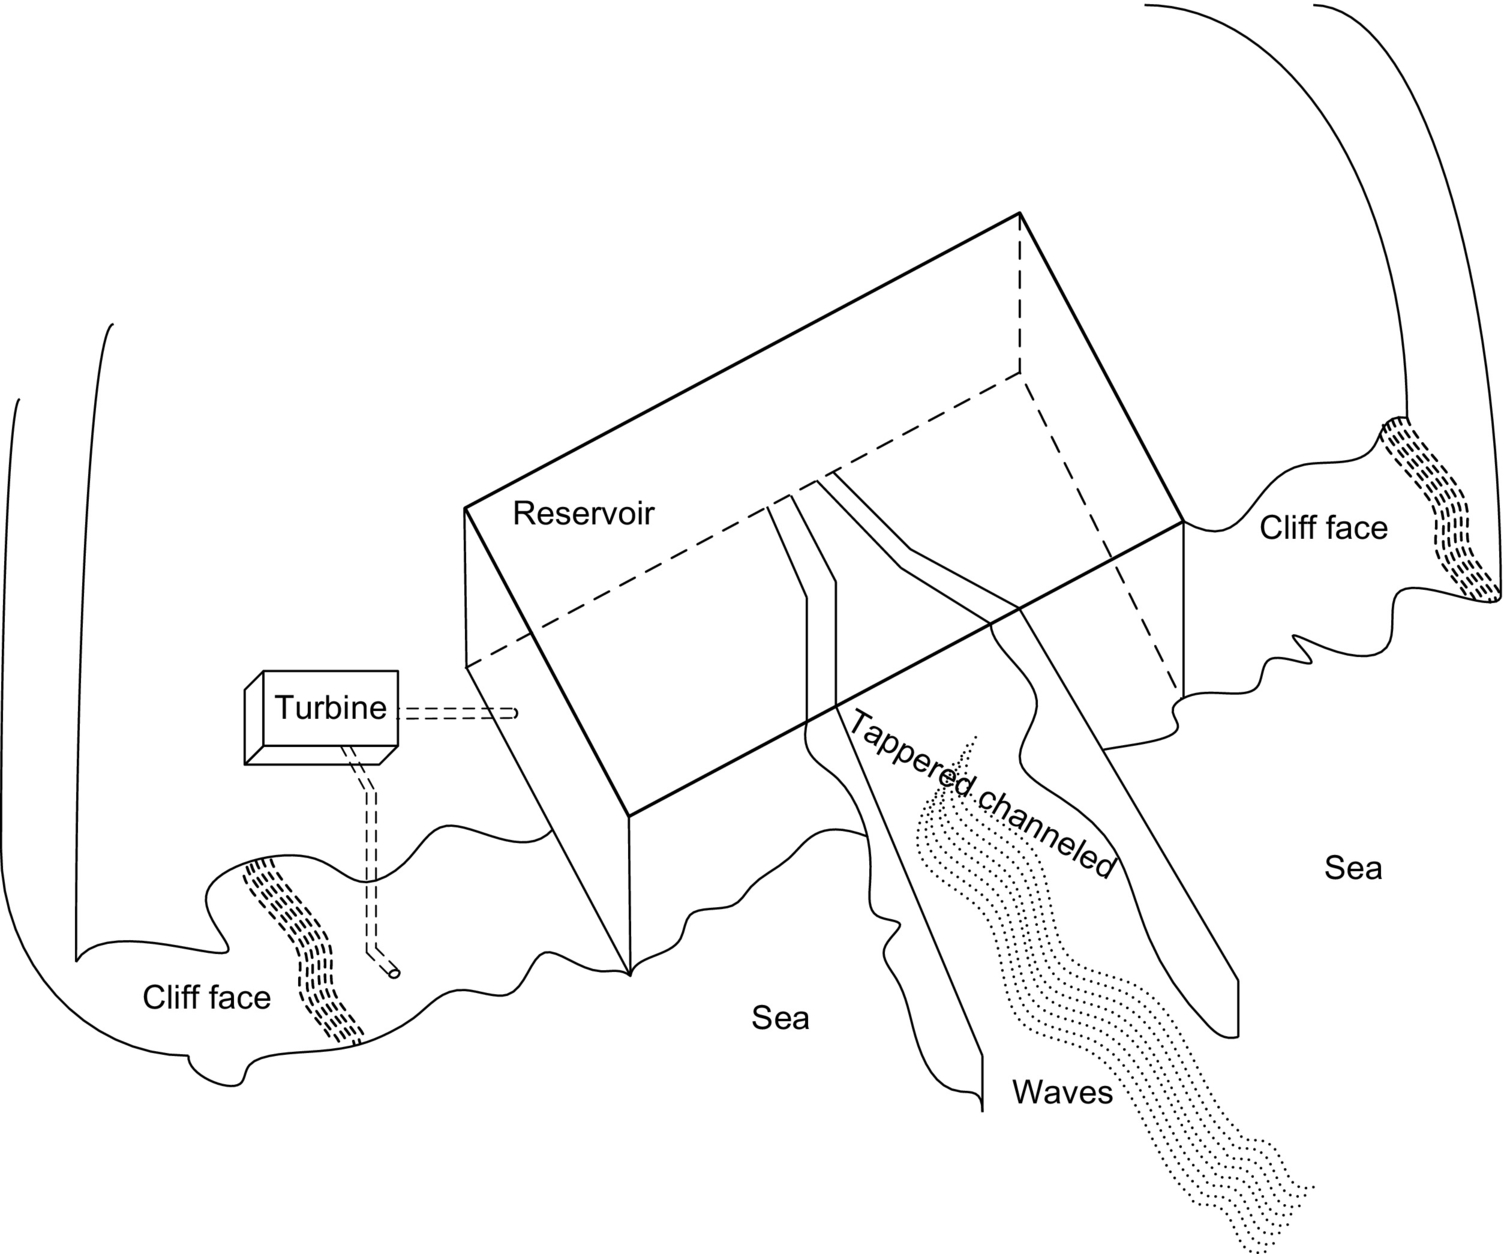 Reservoir
Cliff face
Turbine
Tappered channeled
Sea
Cliff face
Sea
Waves